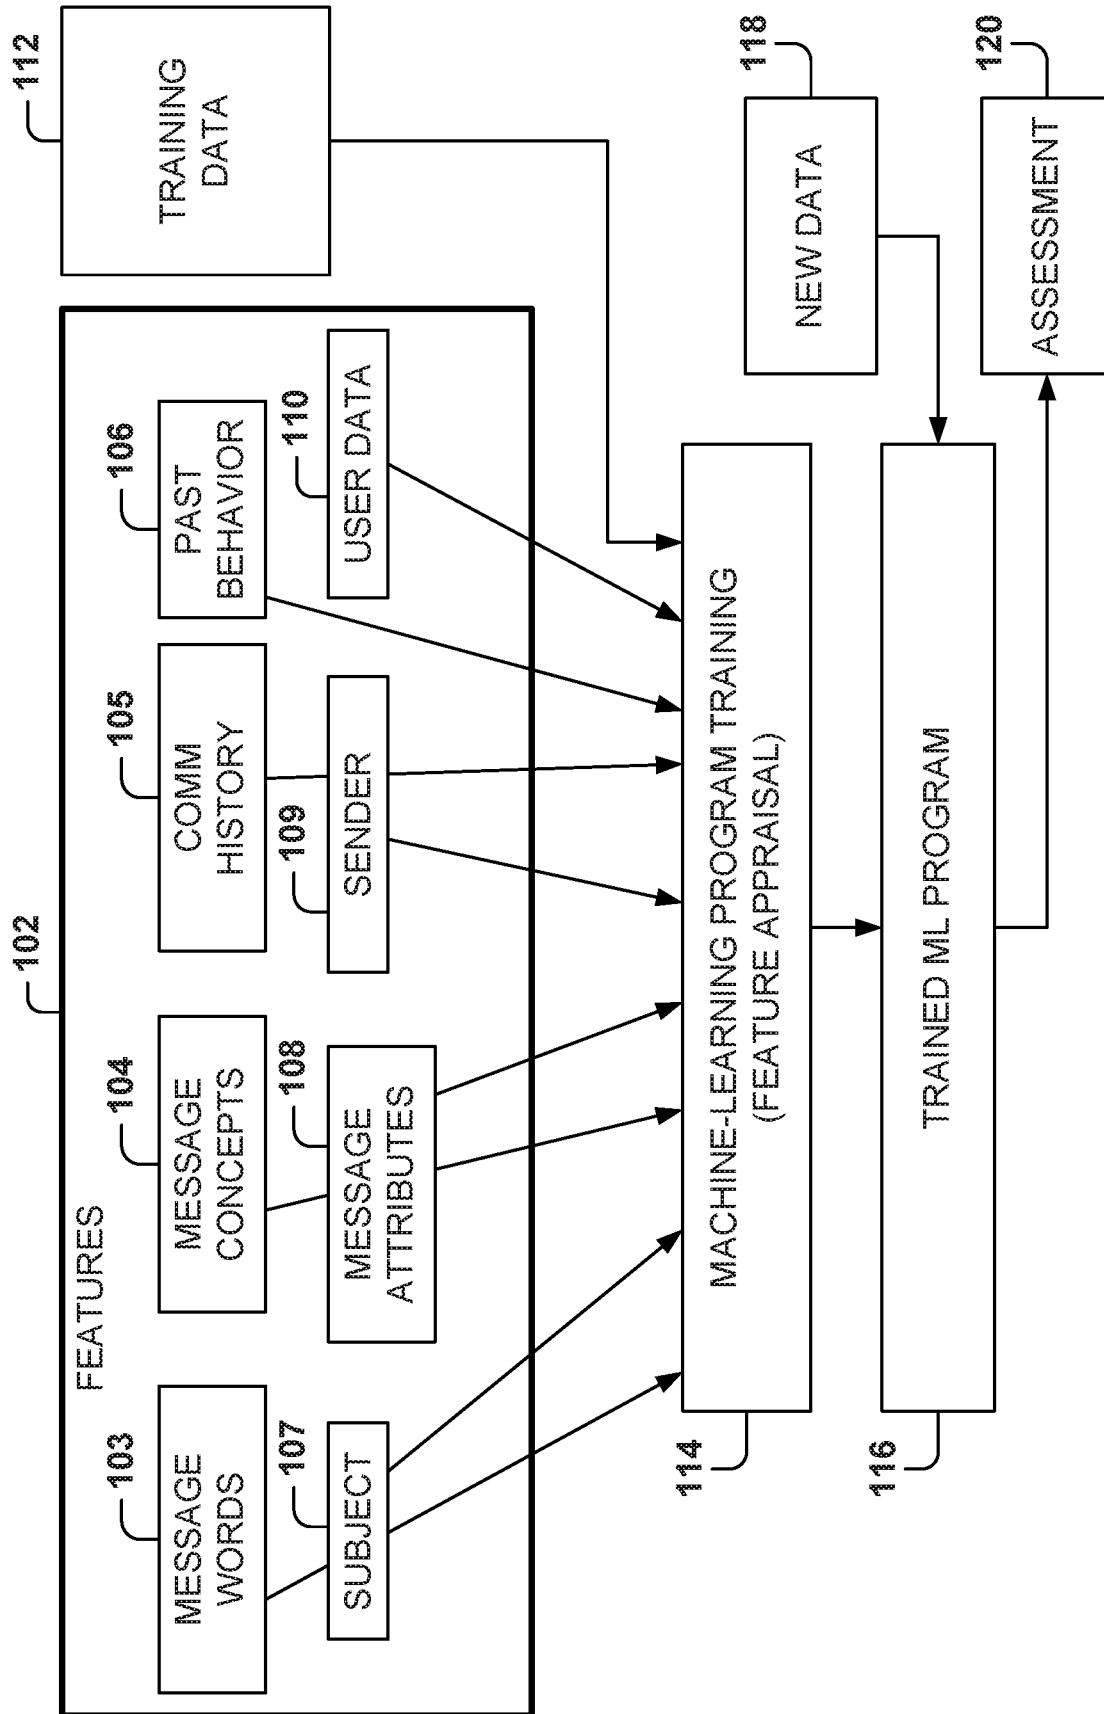 102
FEATURES
103
MESSAGE
WORDS
104
MESSAGE
CONCEPTS
105
COMM
HISTORY
106
PAST
BEHAVIOR
107
SUBJECT
108
MESSAGE
ATTRIBUTES
109
SENDER
110
USER DATA
112
TRAINING
DATA
114
MACHINE-LEARNING PROGRAM TRAINING
(FEATURE APPRAISAL)
118
NEW DATA
116
TRAINED ML PROGRAM
120
ASSESSMENT